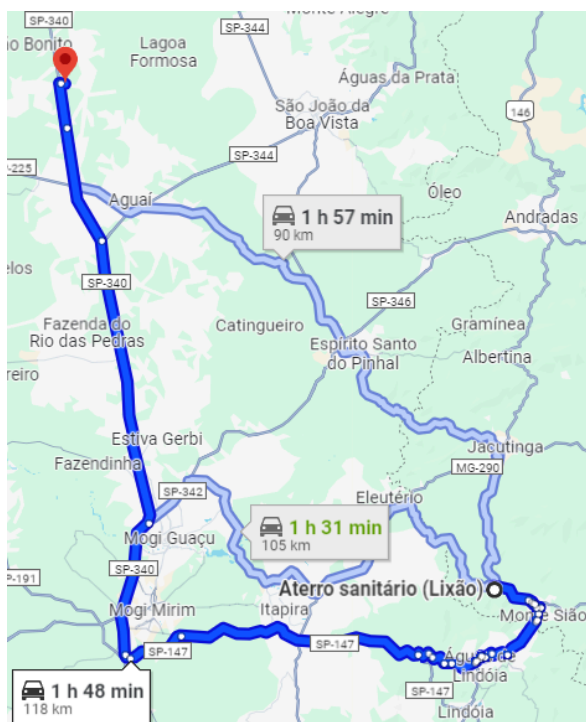 SP-340
ão Bonito
Lagoa
Formosa
SP-344
Monte Alegre
Águas da Prata
São João da
Boa Vista
146
SP-225
SP-344
Aguaí
Óleo
1 h 57 min
90 km
Andradas
elos
SP-340
SP-346
Fazenda do
Rio das Pedras
Catingueiro
Gramínea
Espírito Santo
do Pinhal
Albertina
reiro
Estiva Gerbi
Fazendinha
Jacutinga
MG-290
SP-342
Eleutério
1 h 31 min
105 km
Mogi Guaçu
SP-340
SP-191
Aterro sanitário (Lixão)
Mogi Mirim
Itapira
Monte Sião
SP-147
SP-147
Águas de
Lindóia
1 h 48 min
118 km
SP-147
Lindóia